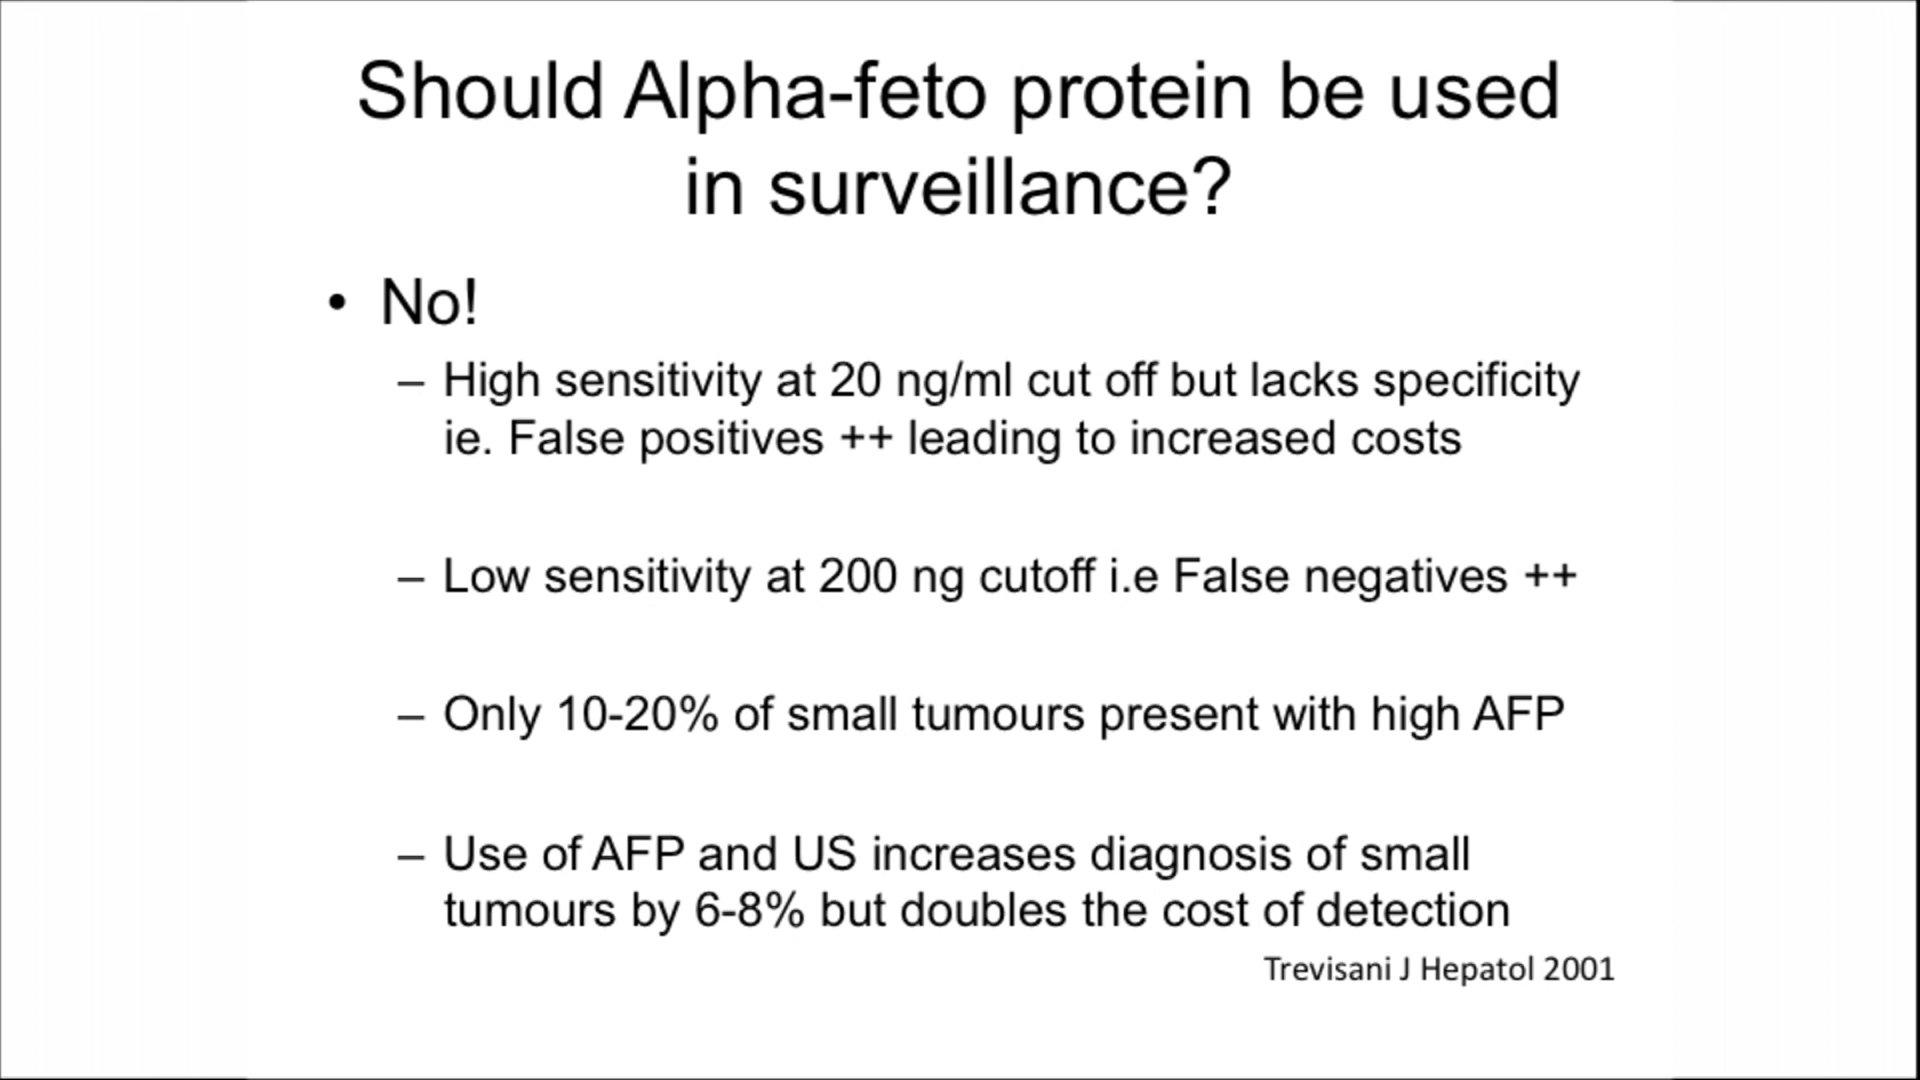 Should Alpha-feto protein be used
in surveillance?
• No!
– High sensitivity at 20 ng/ml cut off but lacks specificity
ie. False positives ++ leading to increased costs
– Low sensitivity at 200 ng cutoff i.e False negatives ++
– Only 10-20% of small tumours present with high AFP
– Use of AFP and US increases diagnosis of small
tumours by 6-8% but doubles the cost of detection
Trevisani J Hepatol 2001